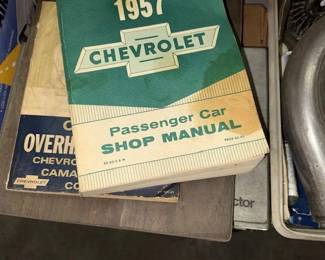 1957
CHEVROLET
Passenger Car
SHOP MANUAL
OVERH
CHEVRO
CAMA
CO
CHEVROLET
ctor